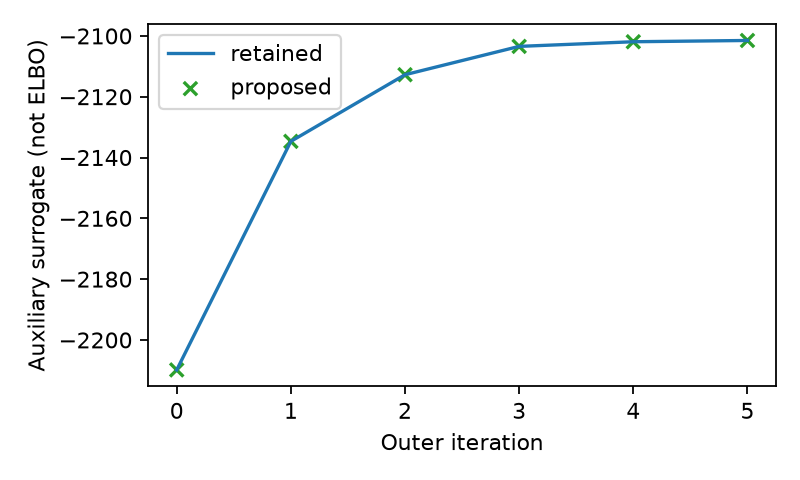 retained
proposed
Auxiliary surrogate (not ELBO)
−2100
−2120
−2140
−2160
−2180
−2200
0 1 2 3 4 5
Outer iteration